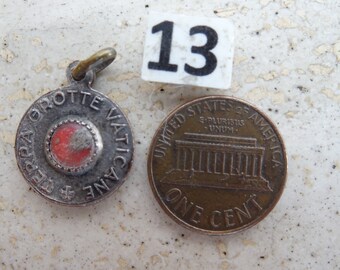 13
TERRA GROTTE VATICANE
UNITED STATES OF AMERICA
E·PLURIBUS
UNUM
ONE CENT